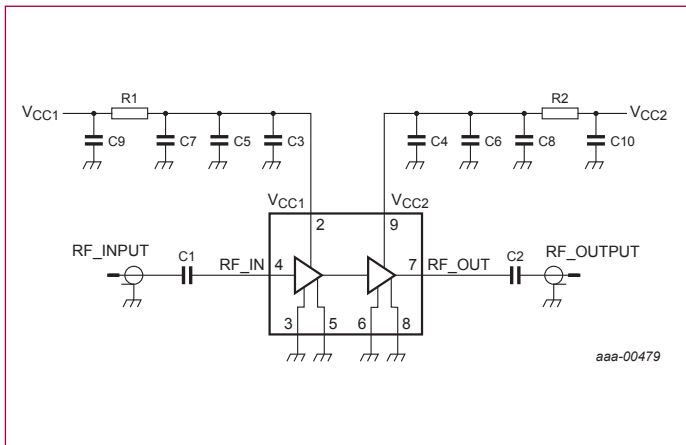 R1 R2
VCC1 VCC2
C9 C7 C5 C3 C4 C6 C8 C10
VCC1 VCC2
2 9
RF_INPUT C1 RF_IN 4 7 RF_OUT C2 RF_OUTPUT
3 5 6 8
aaa-00479